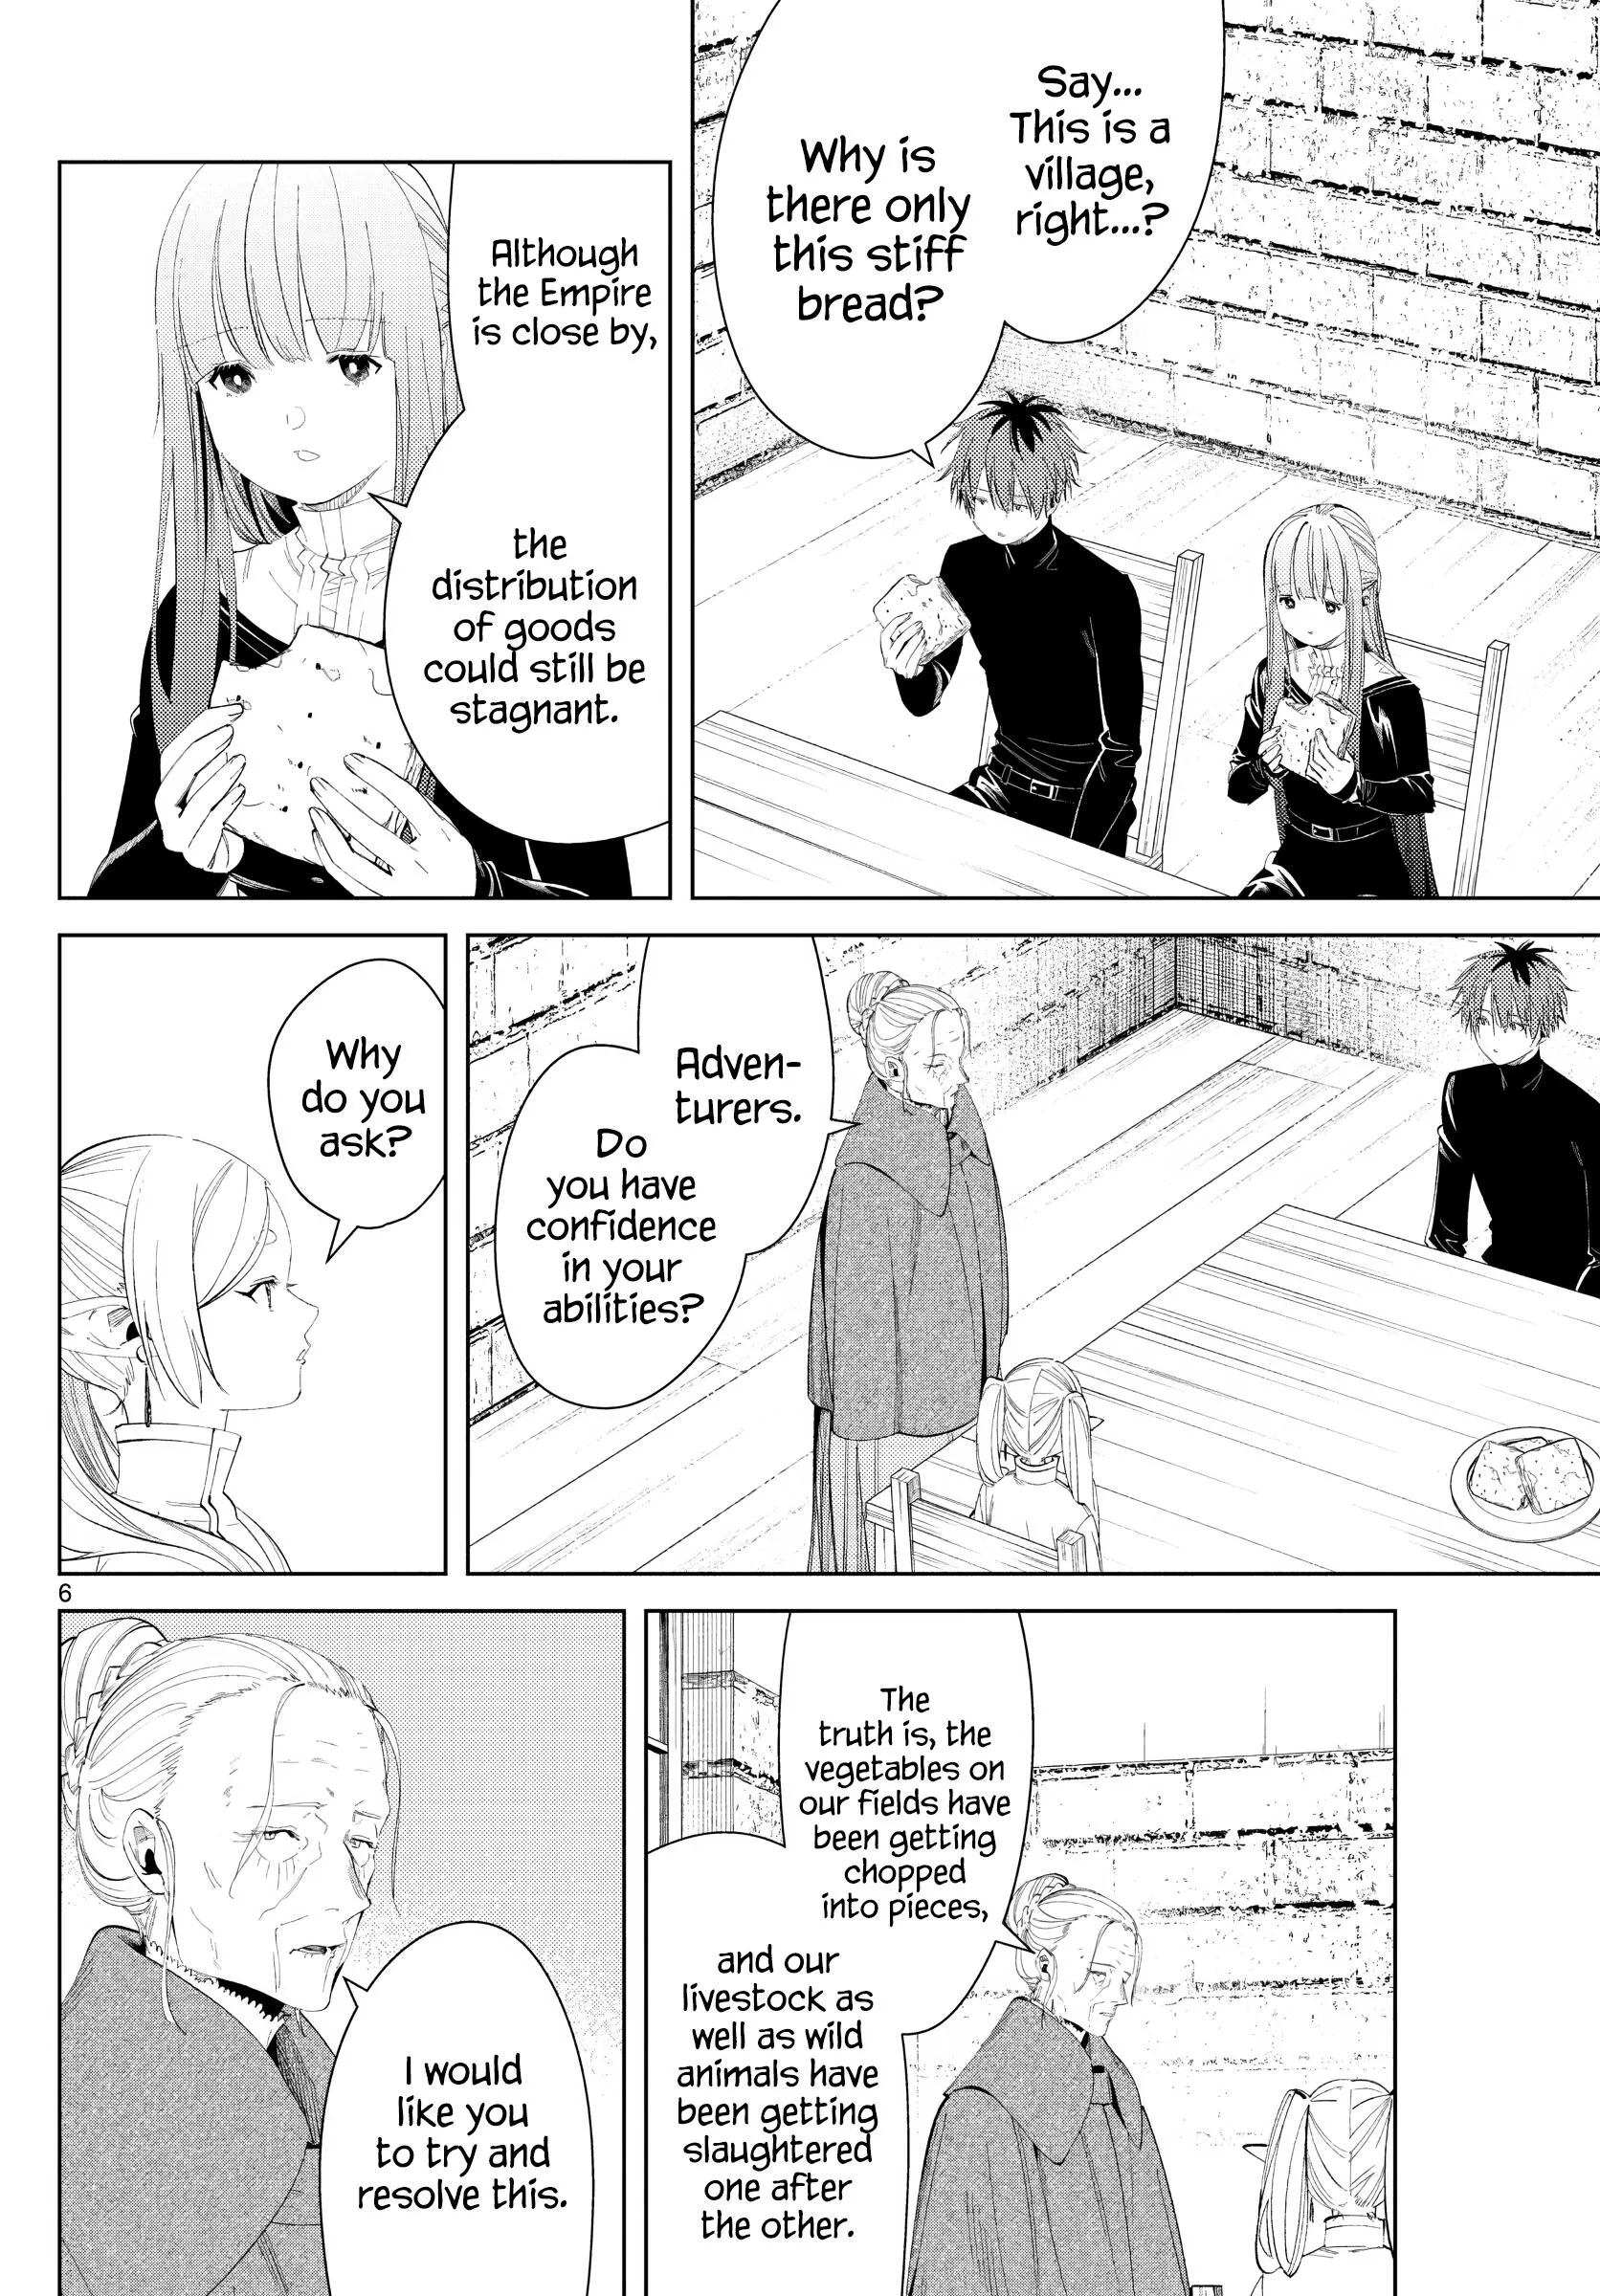 Say...
This is a
village,
right...?
Why is
there only
this stiff
bread?
Although
the Empire
is close by,
the
distribution
of goods
could still be
stagnant.
Adven-
turers.
Do
you have
confidence
in your
abilities?
Why
do you
ask?
6
The
truth is, the
vegetables on
our fields have
been getting
chopped
into pieces,
and our
livestock as
well as wild
animals have
been getting
slaughtered
one after
the other.
I would
like you
to try and
resolve this.